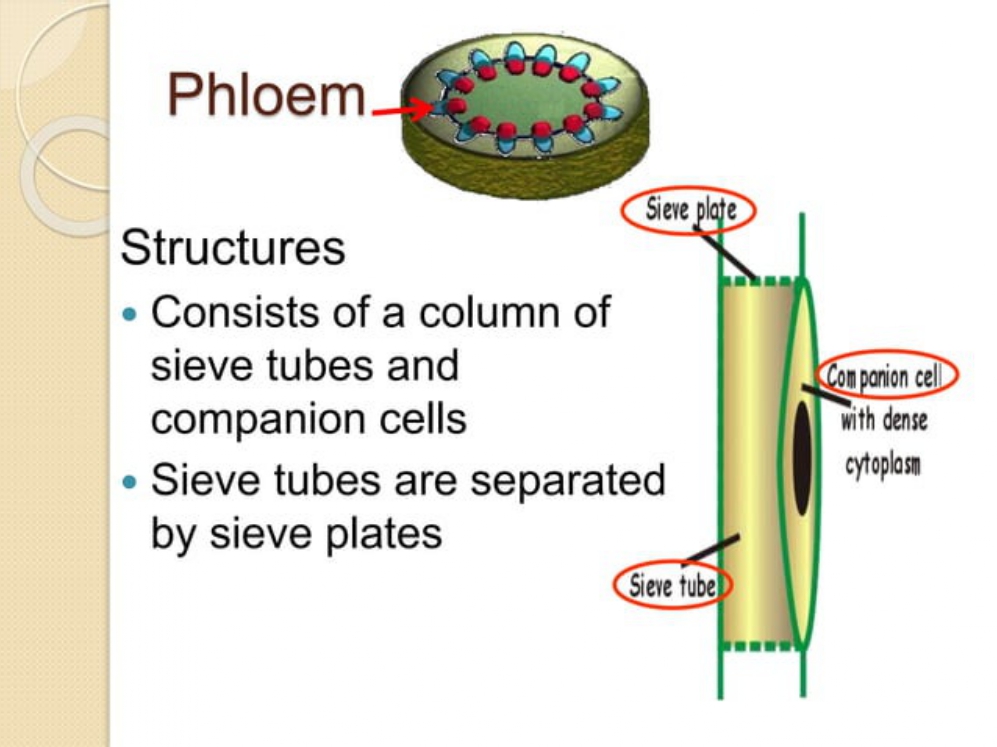 Phloem
Structures
• Consists of a column of
sieve tubes and
companion cells
• Sieve tubes are separated
by sieve plates
Sieve plate
Companion cell
with dense
cytoplasm
Sieve tube